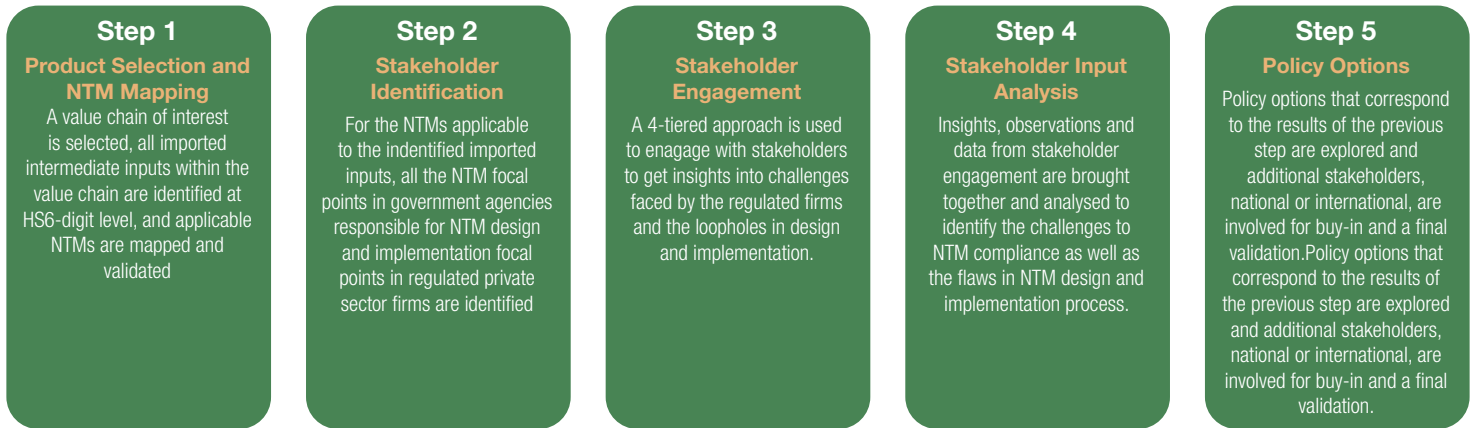 Step 1
Product Selection and
NTM Mapping
A value chain of interest
is selected, all imported
intermediate inputs within the
value chain are identified at
HS6-digit level, and applicable
NTMs are mapped and
validated
Step 2
Stakeholder
Identification
For the NTMs applicable
to the indentified imported
inputs, all the NTM focal
points in government agencies
responsible for NTM design
and implementation focal
points in regulated private
sector firms are identified
Step 3
Stakeholder
Engagement
A 4-tiered approach is used
to enagage with stakeholders
to get insights into challenges
faced by the regulated firms
and the loopholes in design
and implementation.
Step 4
Stakeholder Input
Analysis
Insights, observations and
data from stakeholder
engagement are brought
together and analysed to
identify the challenges to
NTM compliance as well as
the flaws in NTM design and
implementation process.
Step 5
Policy Options
Policy options that correspond
to the results of the previous
step are explored and
additional stakeholders,
national or international, are
involved for buy-in and a final
validation.Policy options that
correspond to the results of
the previous step are explored
and additional stakeholders,
national or international, are
involved for buy-in and a final
validation.